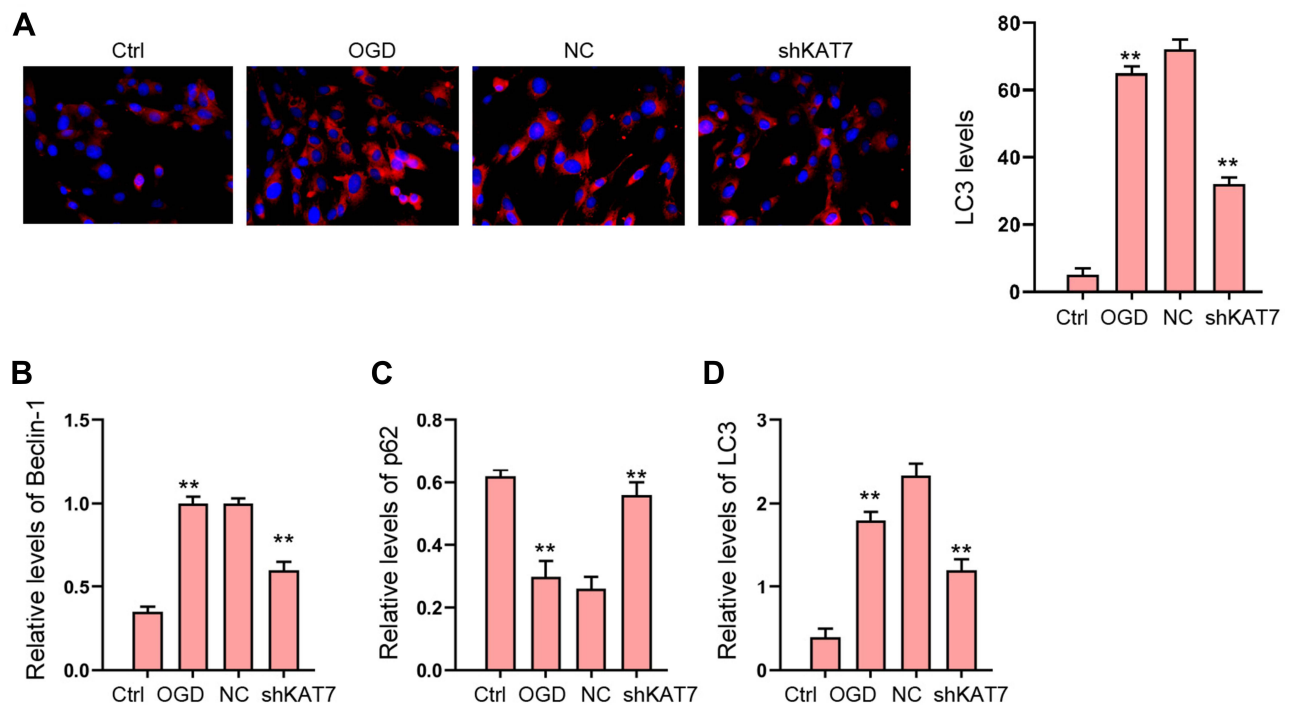 A
Ctrl
OGD
NC
shKAT7
LC3 levels
80
60
40
20
0
**
**
Ctrl OGD NC shKAT7
B
Relative levels of Beclin-1
1.5
1.0
0.5
0.0
**
**
Ctrl OGD NC shKAT7
C
Relative levels of p62
0.8
0.6
0.4
0.2
0.0
**
**
Ctrl OGD NC shKAT7
D
Relative levels of LC3
3
2
1
0
**
**
Ctrl OGD NC shKAT7